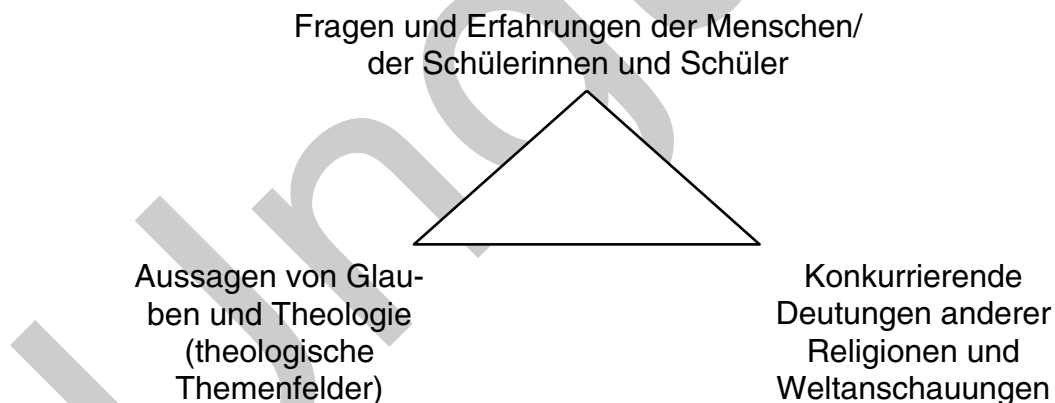 Fragen und Erfahrungen der Menschen/
der Schülerinnen und Schüler
Aussagen von Glau-
ben und Theologie
(theologische
Themenfelder)
Konkurrierende
Deutungen anderer
Religionen und
Weltanschauungen